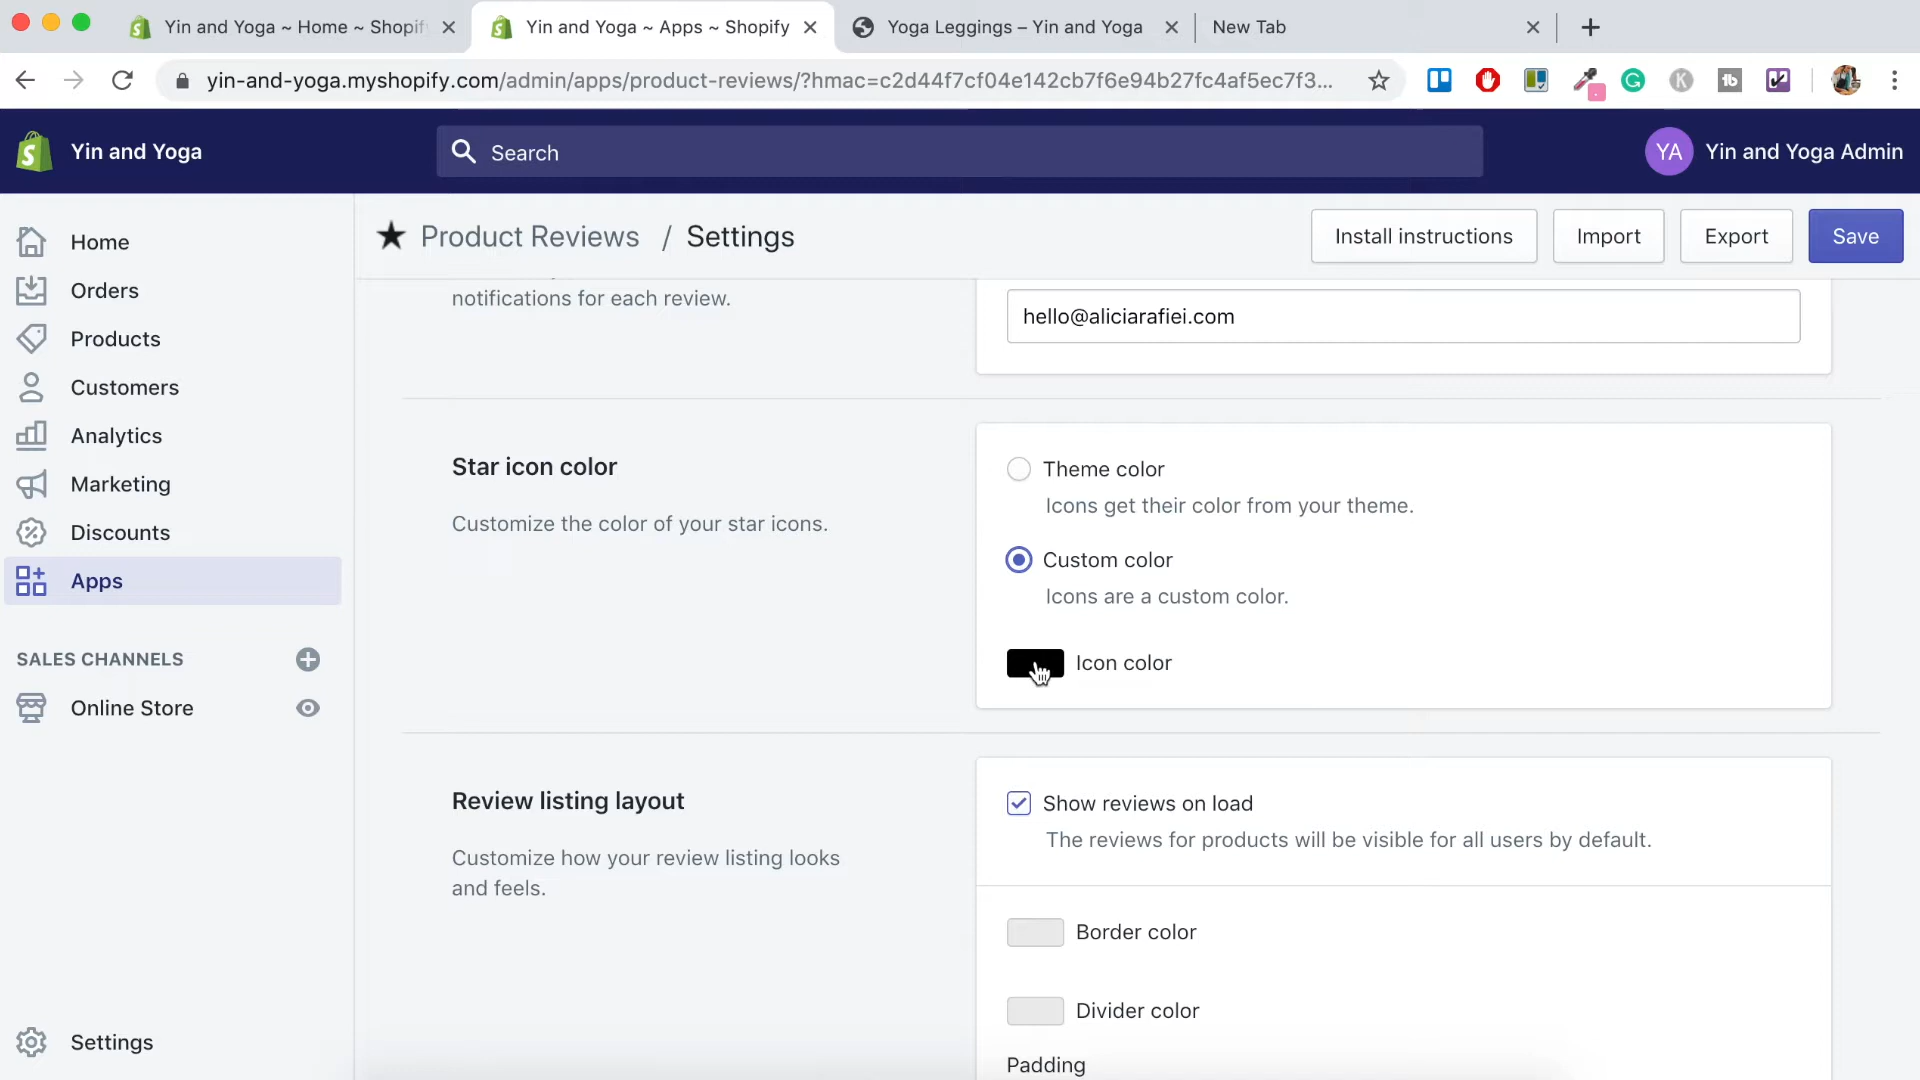 Yin and Yoga ~ Home ~ Shopif
Yin and Yoga ~ Apps ~ Shopify
Yoga Leggings – Yin and Yoga
New Tab
yin-and-yoga.myshopify.com/admin/apps/product-reviews/?hmac=c2d44f7cf04e142cb7f6e94b27fc4af5ec7f3...
Yin and Yoga
Search
YA
Yin and Yoga Admin
Home
Orders
Products
Customers
Analytics
Marketing
Discounts
Apps
SALES CHANNELS
Online Store
Settings
Product Reviews / Settings
Install instructions
Import
Export
Save
notifications for each review.
hello@aliciarafiei.com
Star icon color
Customize the color of your star icons.
Theme color
Icons get their color from your theme.
Custom color
Icons are a custom color.
Icon color
Review listing layout
Customize how your review listing looks
and feels.
Show reviews on load
The reviews for products will be visible for all users by default.
Border color
Divider color
Padding